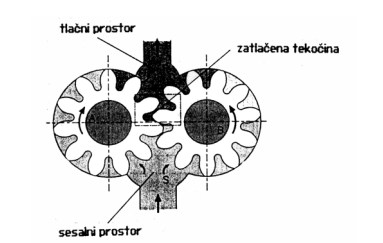 tlačni prostor
zatlačena tekočina
A
B
S
sesalni prostor